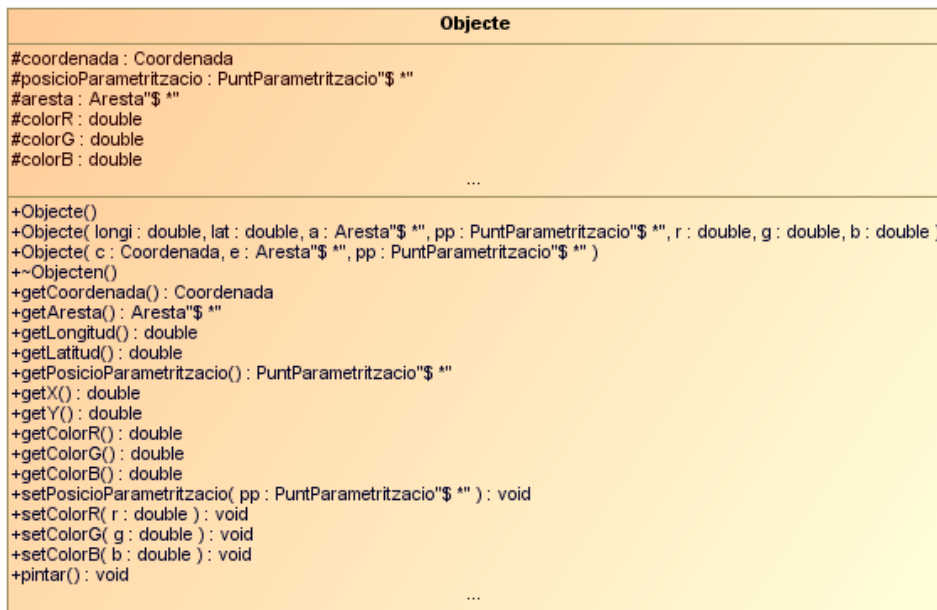 Objecte
#coordenada : Coordenada
#posicioParametritzacio : PuntParametritzacio"$ *"
#aresta : Aresta"$ *"
#colorR : double
#colorG : double
#colorB : double
...
+Objecte()
+Objecte( longi : double, lat : double, a : Aresta"$ *", pp : PuntParametritzacio"$ *", r : double, g : double, b : double )
+Objecte( c : Coordenada, e : Aresta"$ *", pp : PuntParametritzacio"$ *" )
+~Objecten()
+getCoordenada() : Coordenada
+getAresta() : Aresta"$ *"
+getLongitud() : double
+getLatitud() : double
+getPosicioParametritzacio() : PuntParametritzacio"$ *"
+getX() : double
+getY() : double
+getColorR() : double
+getColorG() : double
+getColorB() : double
+setPosicioParametritzacio( pp : PuntParametritzacio"$ *" ) : void
+setColorR( r : double ) : void
+setColorG( g : double ) : void
+setColorB( b : double ) : void
+pintar() : void
...